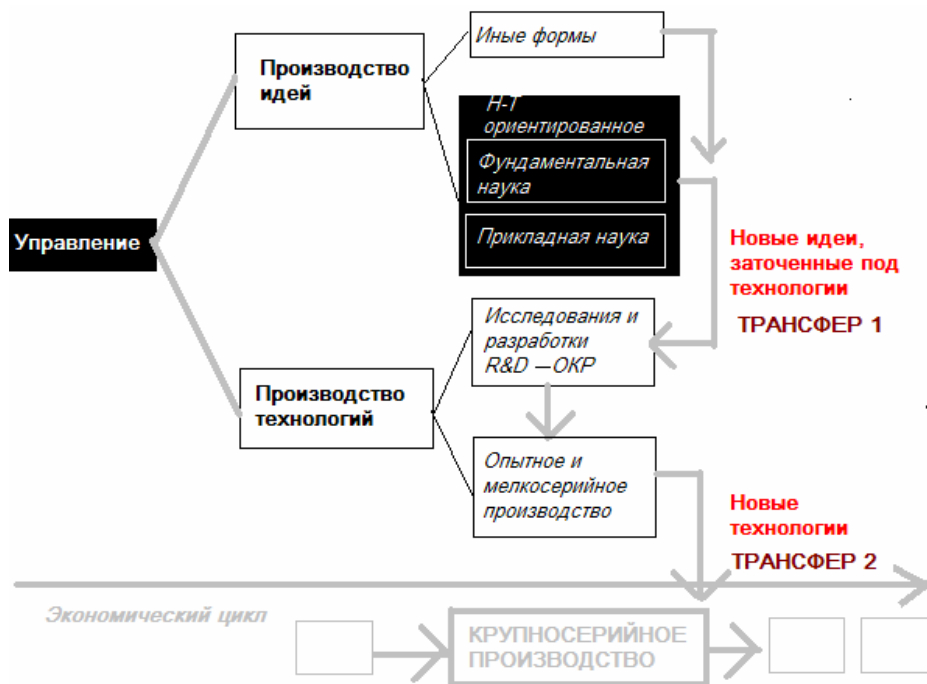 Иные формы
Производство
идей
Н-Т
ориентированное
Фундаментальная
наука
Управление
Прикладная наука
Новые идеи,
заточенные под
технологии
ТРАНСФЕР 1
Исследования и
разработки
R&D —ОКР
Производство
технологий
Опытное и
мелкосерийное
производство
Новые
технологии
ТРАНСФЕР 2
Экономический цикл
КРУПНОСЕРИЙНОЕ
ПРОИЗВОДСТВО